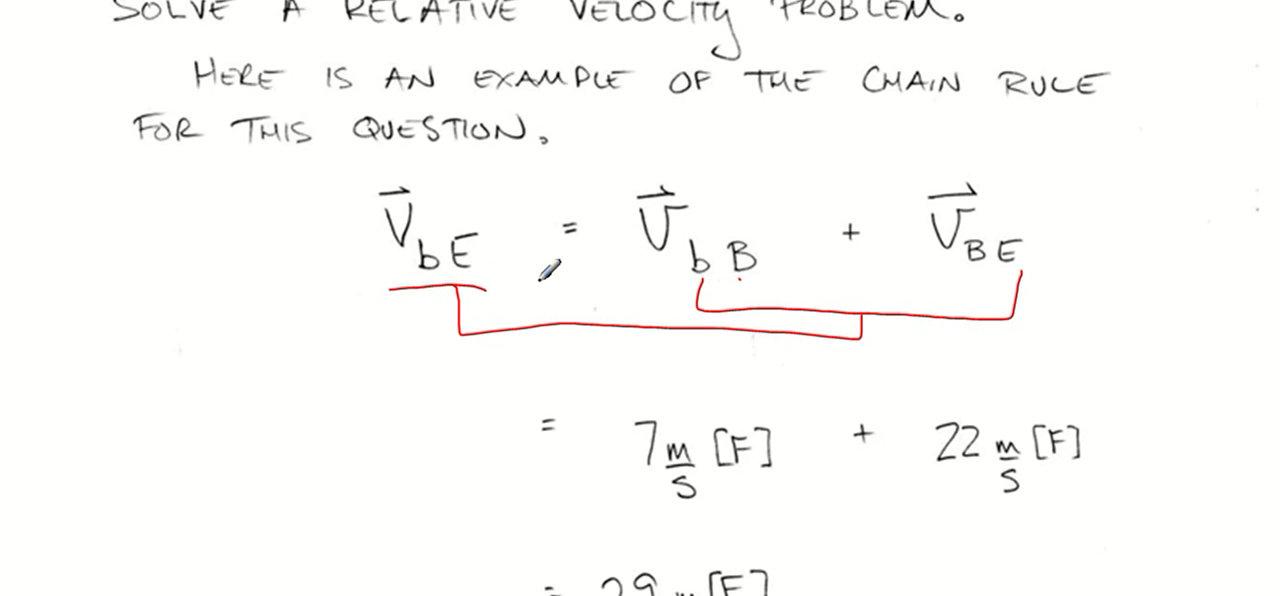 SOLVE A RELATIVE VELOCITY PROBLEM.
HERE IS AN EXAMPLE OF THE CHAIN RULE
FOR THIS QUESTION.
V⃗bE = V⃗bB + V⃗BE
= 7 m/s [F] + 22 m/s [F]
= 29 m [F]